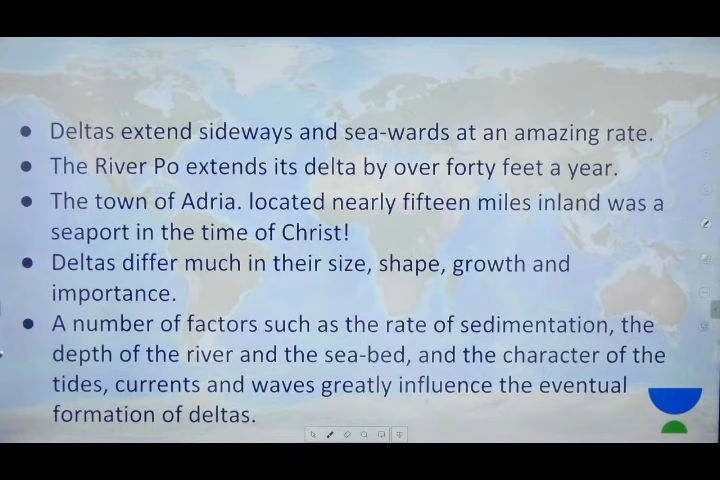 • Deltas extend sideways and sea-wards at an amazing rate.
• The River Po extends its delta by over forty feet a year.
• The town of Adria. located nearly fifteen miles inland was a
seaport in the time of Christ!
• Deltas differ much in their size, shape, growth and
importance.
• A number of factors such as the rate of sedimentation, the
depth of the river and the sea-bed, and the character of the
tides, currents and waves greatly influence the eventual
formation of deltas.